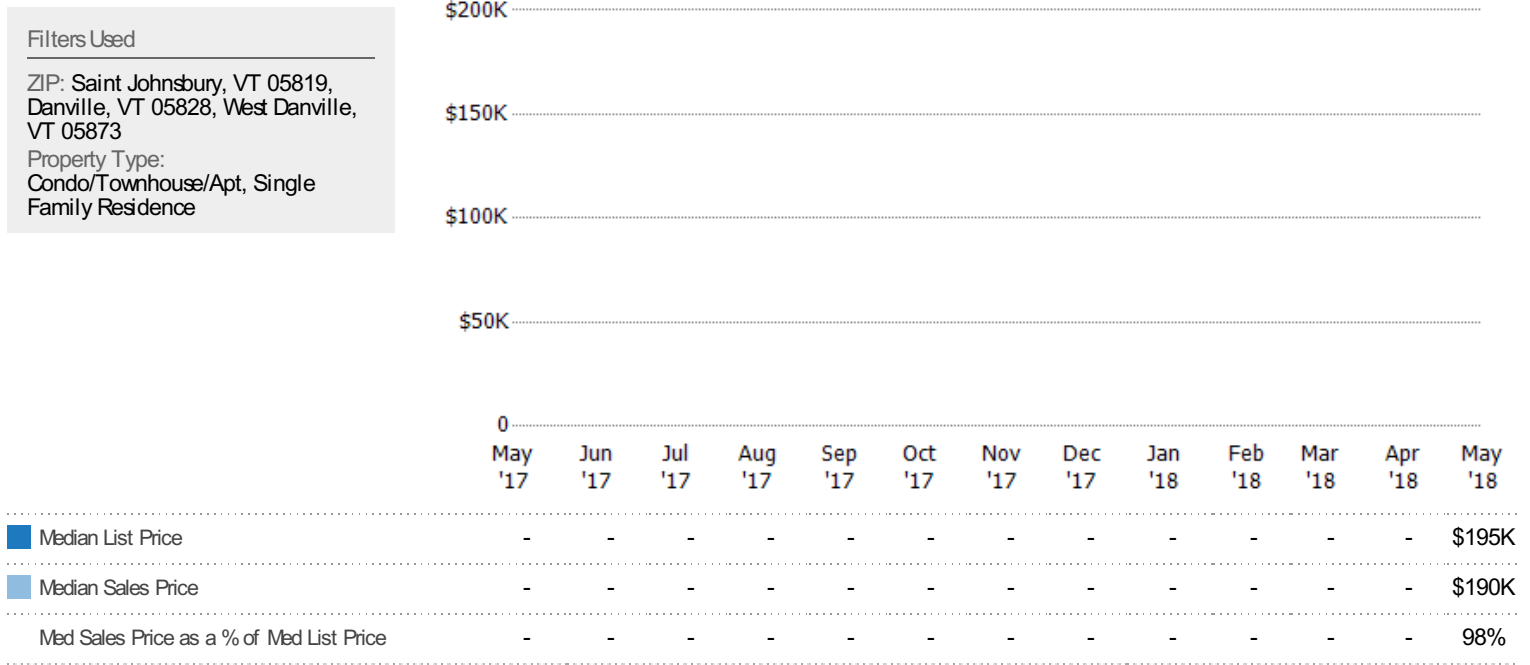 Filters Used
ZIP: Saint Johnsbury, VT 05819,
Danville, VT 05828, West Danville,
VT 05873
Property Type:
Condo/Townhouse/Apt, Single
Family Residence
$200K
$150K
$100K
$50K
0
May Jun Jul Aug Sep Oct Nov Dec Jan Feb Mar Apr May
'17 '17 '17 '17 '17 '17 '17 '17 '18 '18 '18 '18 '18
Median List Price - - - - - - - - - - - - $195K
Median Sales Price - - - - - - - - - - - - $190K
Med Sales Price as a % of Med List Price - - - - - - - - - - - - 98%